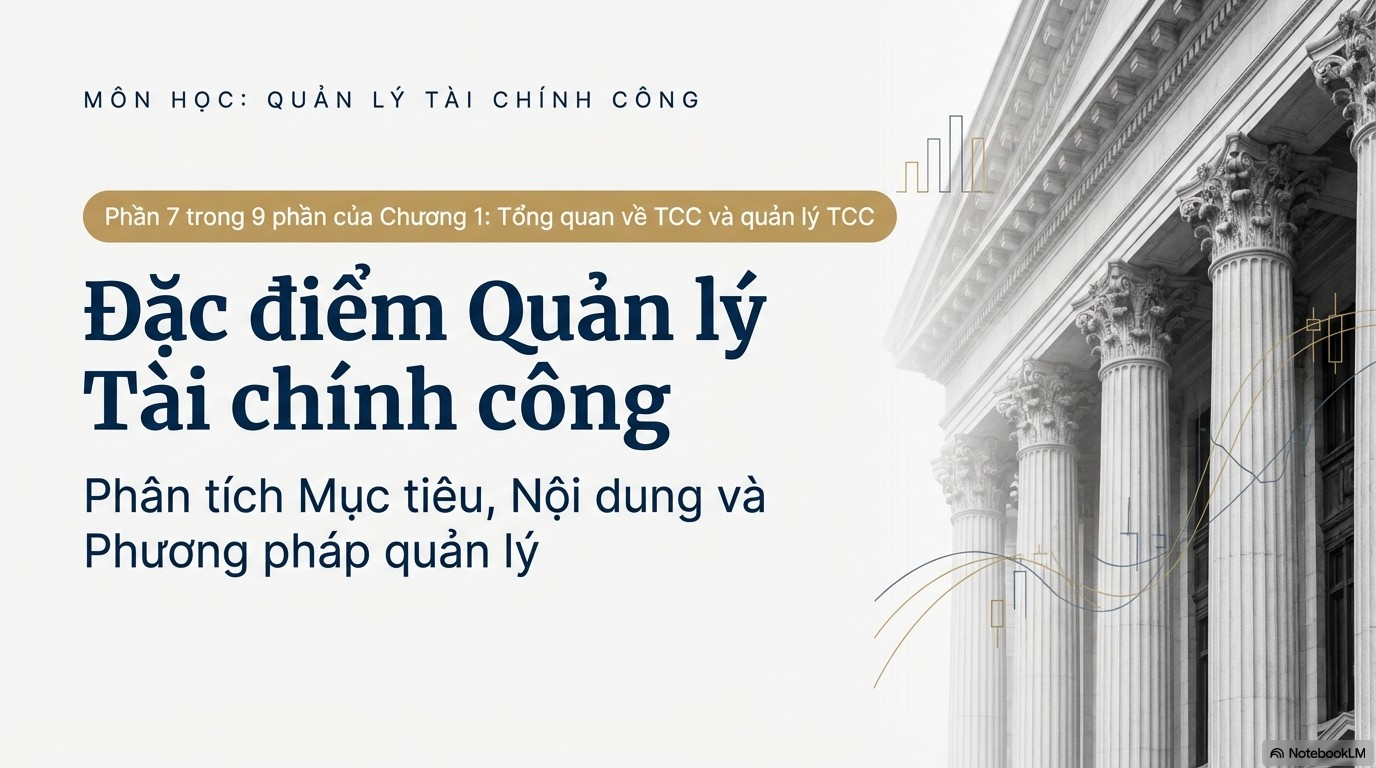 MÔN HỌC: QUẢN LÝ TÀI CHÍNH CÔNG
Phần 7 trong 9 phần của Chương 1: Tổng quan về TCC và quản lý TCC
Đặc điểm Quản lý
Tài chính công
Phân tích Mục tiêu, Nội dung và
Phương pháp quản lý
NotebookLM